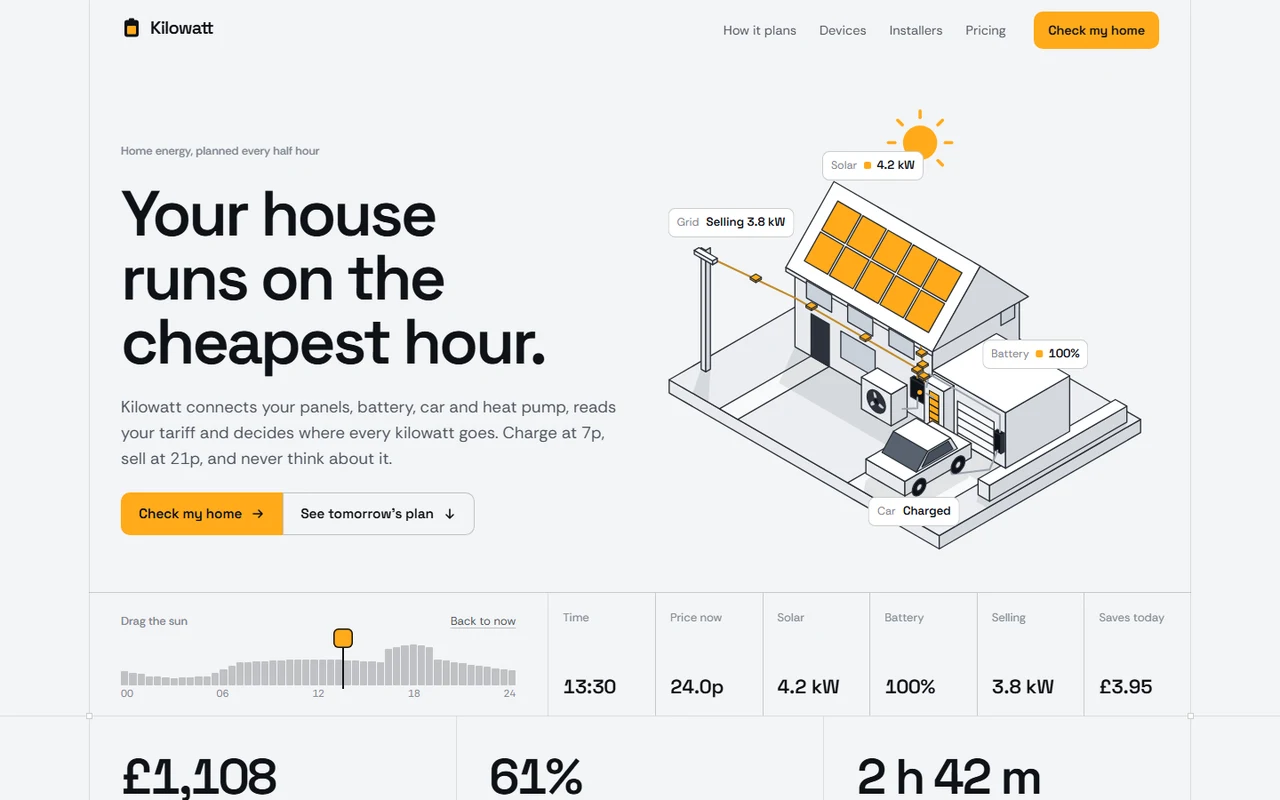 Kilowatt
How it plans
Devices
Installers
Pricing
Check my home
Home energy, planned every half hour
Your house
runs on the
cheapest hour.
Kilowatt connects your panels, battery, car and heat pump, reads
your tariff and decides where every kilowatt goes. Charge at 7p,
sell at 21p, and never think about it.
Check my home →
See tomorrow's plan ↓
Solar 4.2 kW
Grid Selling 3.8 kW
Battery 100%
Car Charged
Drag the sun
Back to now
00 06 12 18 24
Time
13:30
Price now
24.0p
Solar
4.2 kW
Battery
100%
Selling
3.8 kW
Saves today
£3.95
£1,108
61%
2 h 42 m